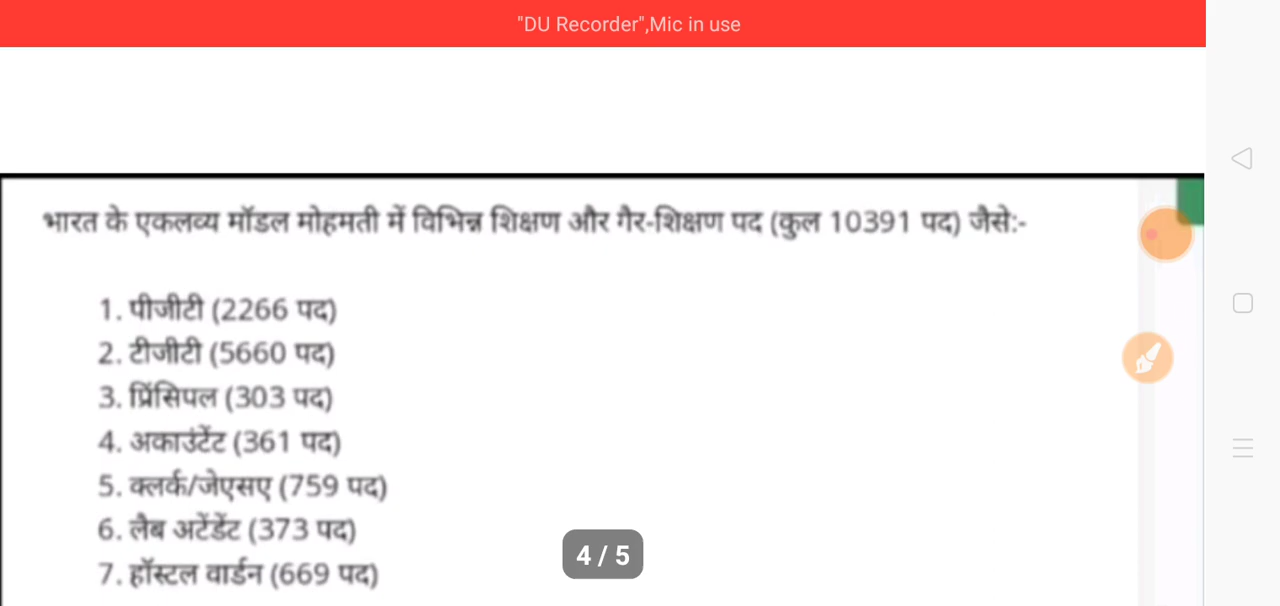 "DU Recorder",Mic in use
भारत के एकलव्य मॉडल मोहमती में विभिन्न शिक्षण और गैर-शिक्षण पद (कुल 10391 पद) जैसे:-
1. पीजीटी (2266 पद)
2. टीजीटी (5660 पद)
3. प्रिंसिपल (303 पद)
4. अकाउंटेंट (361 पद)
5. क्लर्क/जेएसए (759 पद)
6. लैब अटेंडेंट (373 पद)
7. हॉस्टल वार्डन (669 पद)
4 / 5